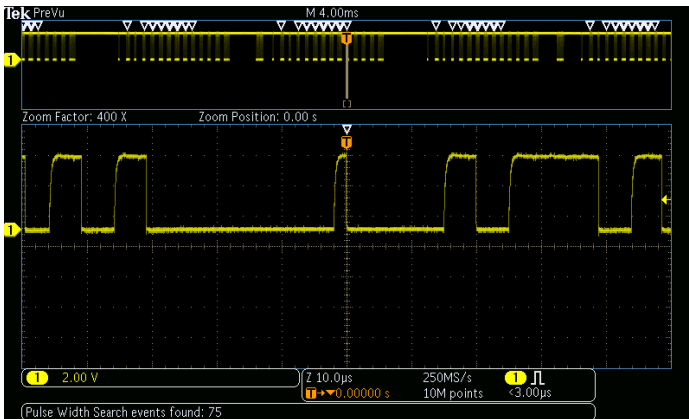 Tek PreVu M 4.00ms
1
Zoom Factor: 400 X Zoom Position: 0.00 s
T
T
1
1 2.00 V
Z 10.0µs 250MS/s 1
T→▼0.00000 s 10M points <3.00µs
Pulse Width Search events found: 75